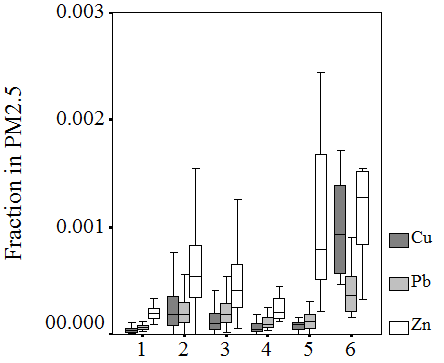 Fraction in PM2.5
0.003
0.002
0.001
00.000
1 2 3 4 5 6
Cu
Pb
Zn